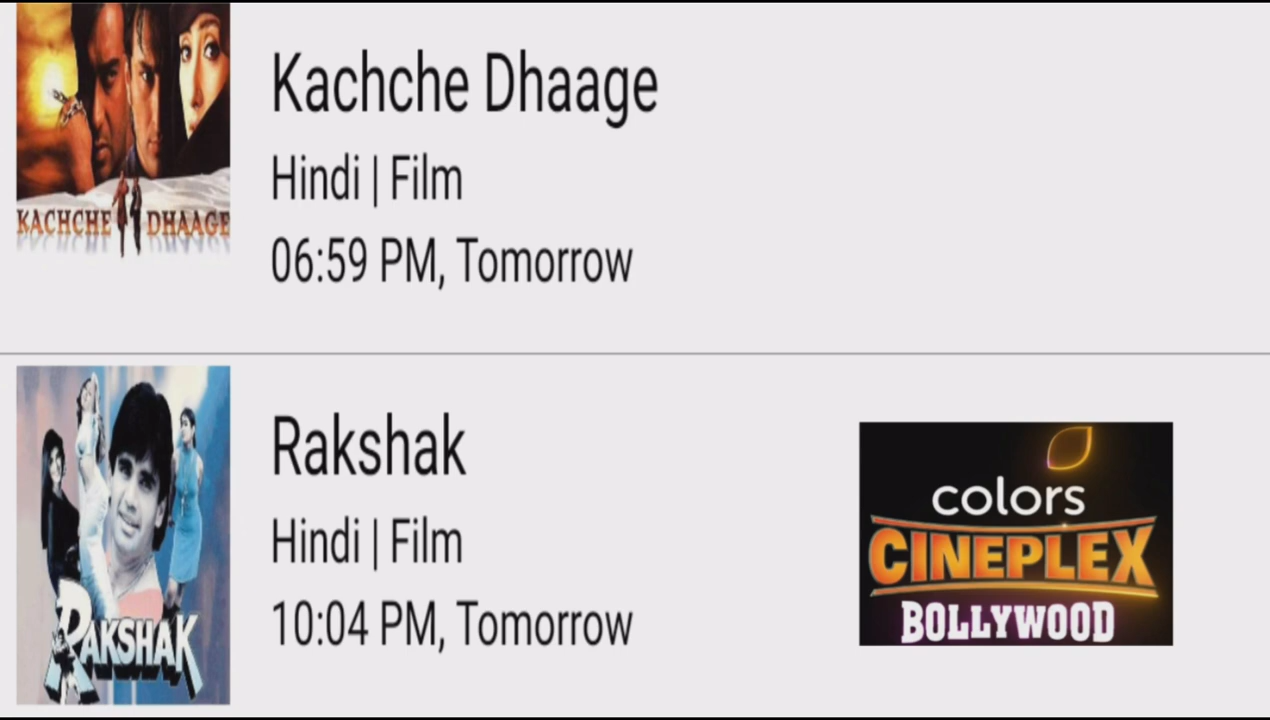 KACHCHE DHAAGE
Kachche Dhaage
Hindi | Film
06:59 PM, Tomorrow
RAKSHAK
Rakshak
Hindi | Film
10:04 PM, Tomorrow
colors
CINEPLEX
BOLLYWOOD